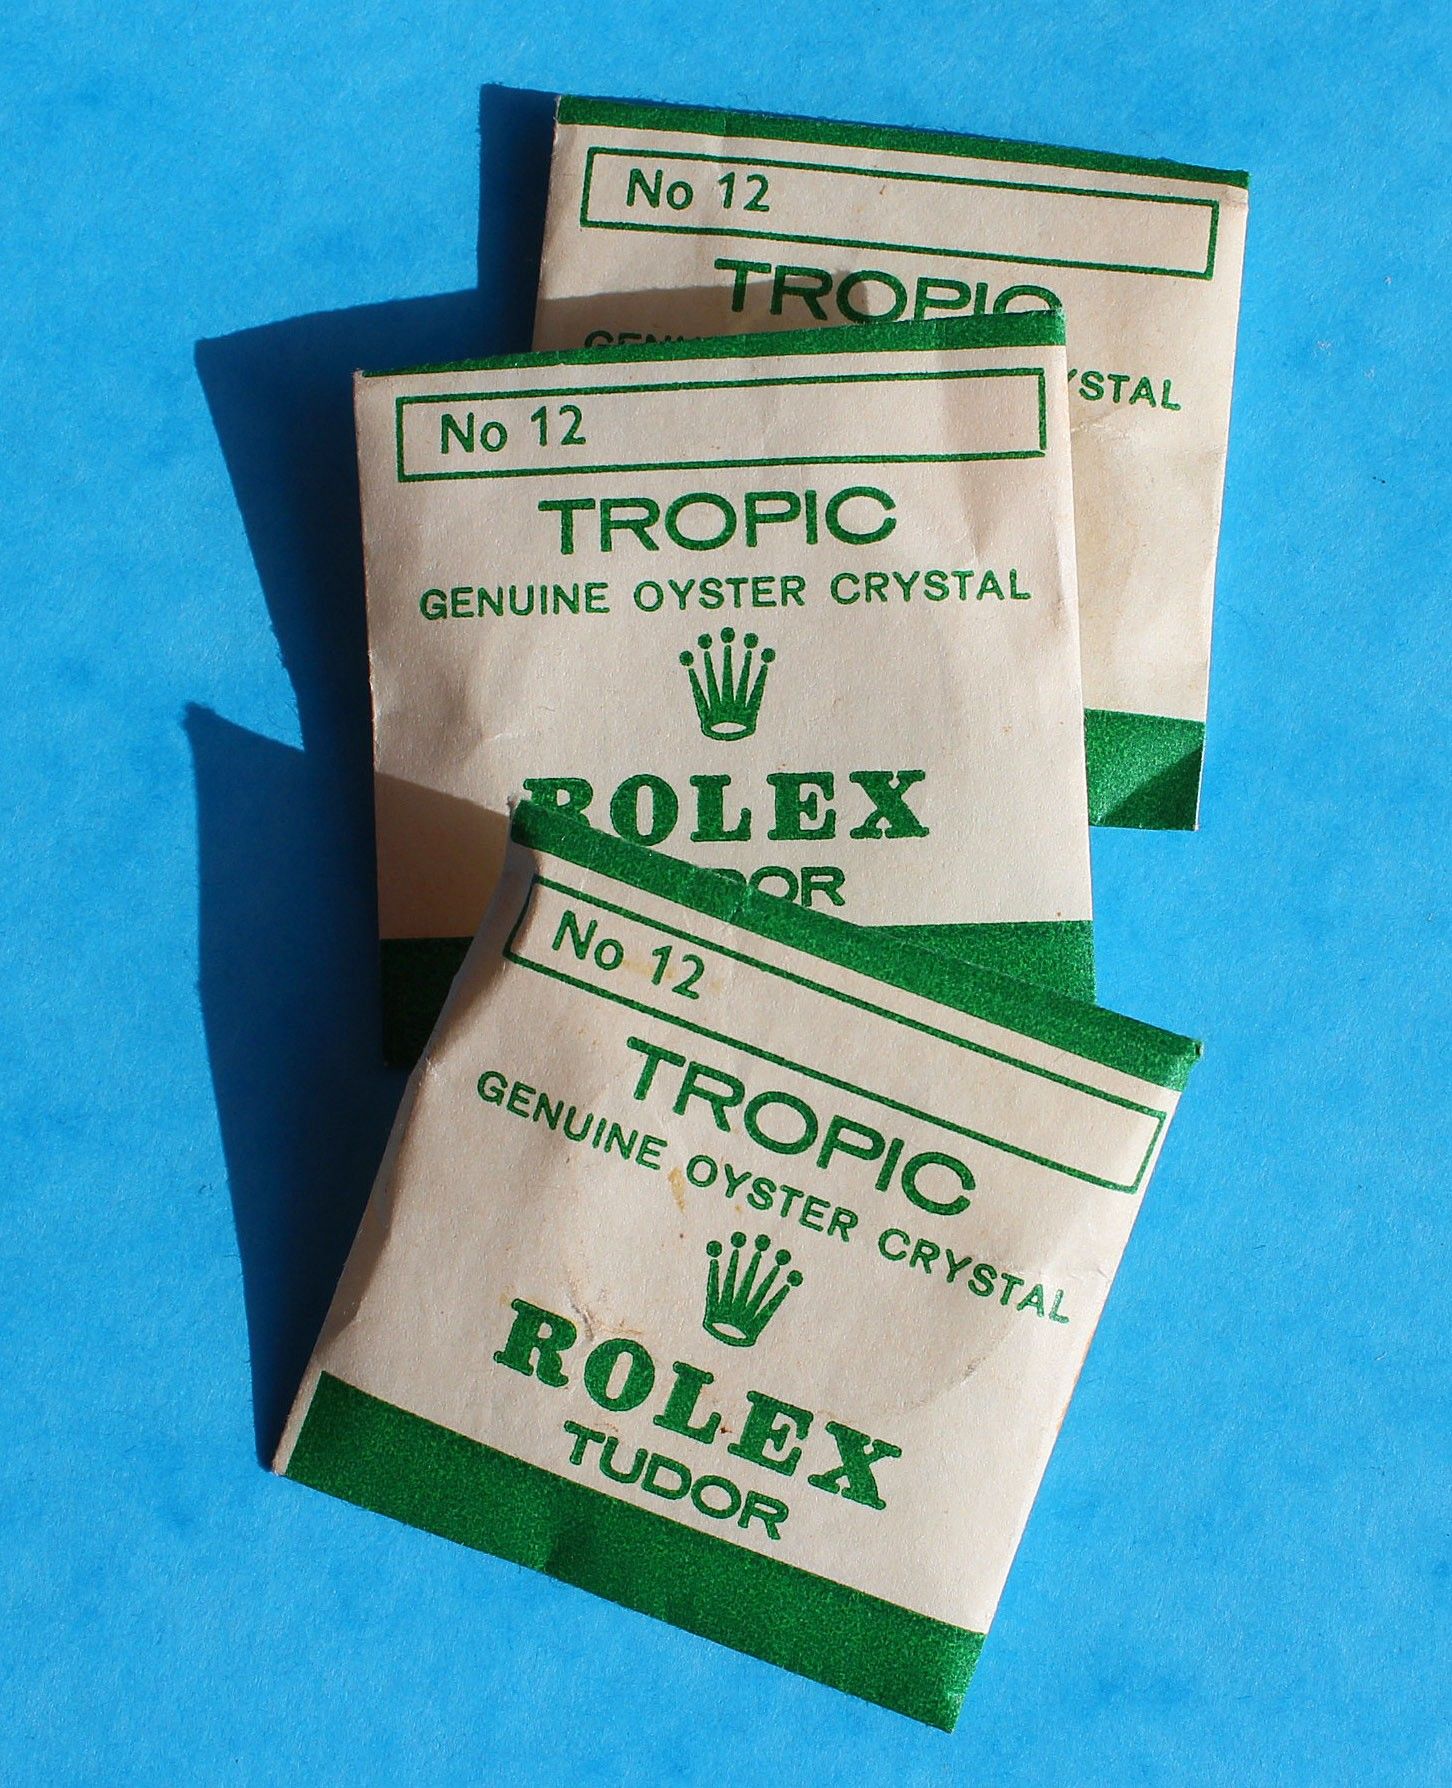 No 12
TROPIC
YSTAL
No 12
TROPIC
GENUINE OYSTER CRYSTAL
ROLEX
DOR
No 12
TROPIC
GENUINE OYSTER CRYSTAL
ROLEX
TUDOR